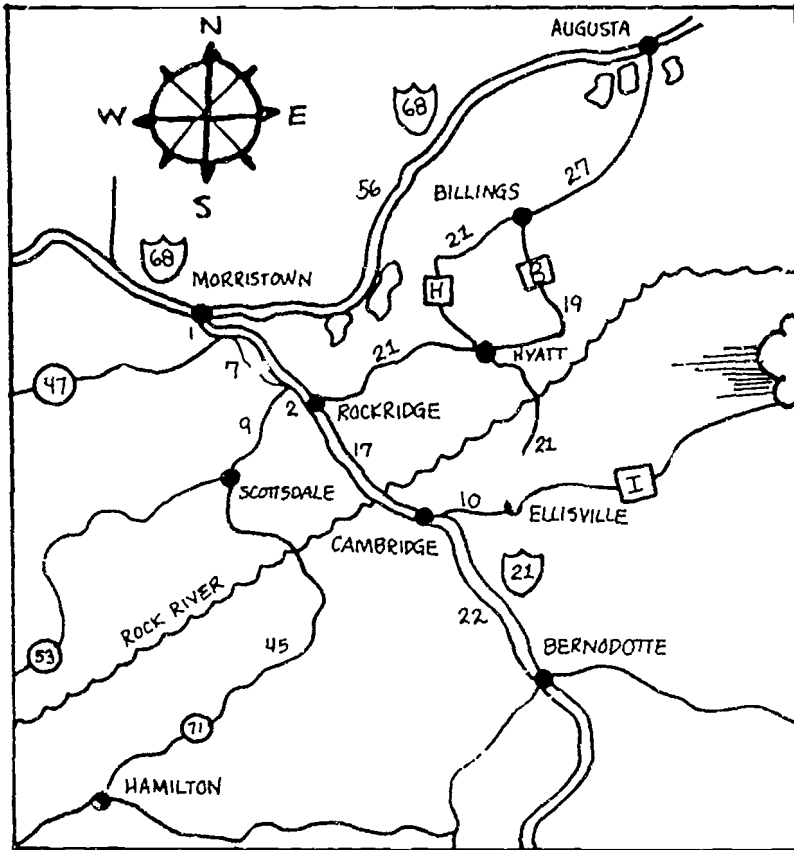 N
AUGUSTA
68
W
E
56
S
BILLINGS
27
21
68
H
B
MORRISTOWN
19
1
7
21
HYATT
47
2
ROCKRIDGE
9
17
21
SCOTTSDALE
10
I
ELLISVILLE
CAMBRIDGE
21
ROCK RIVER
22
45
BERNODOTTE
53
71
HAMILTON